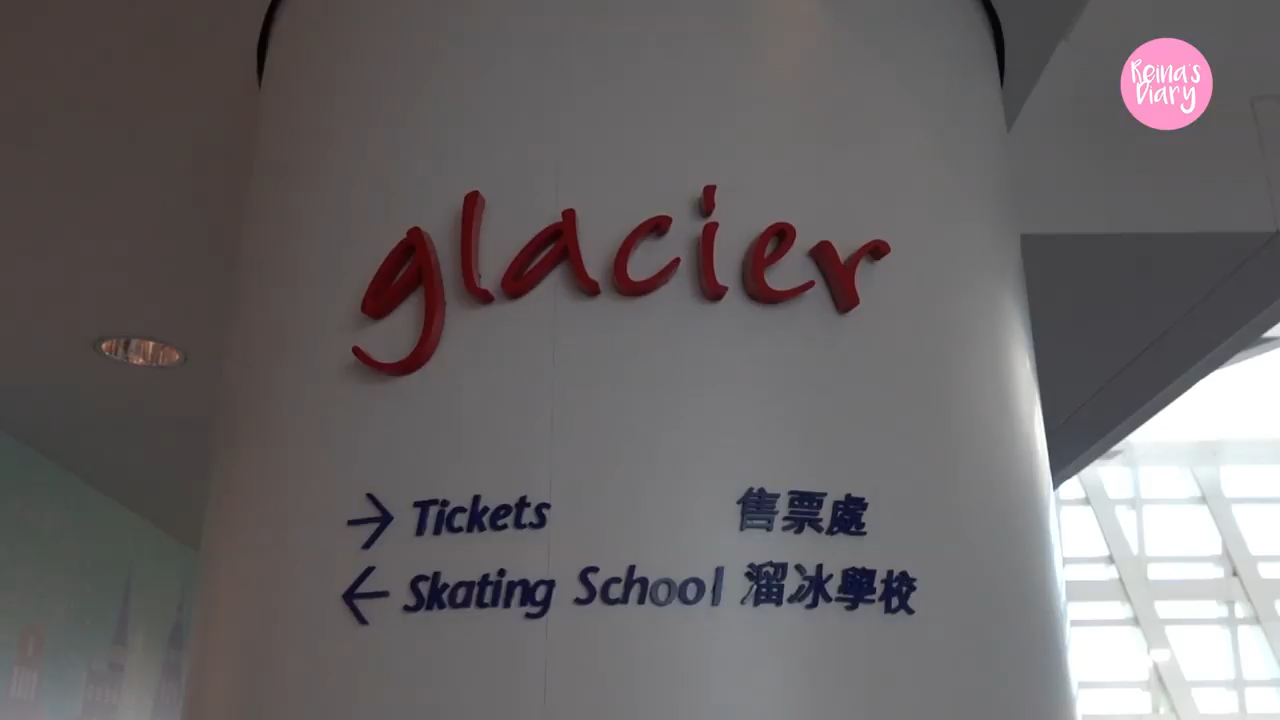 Reina's
Diary
glacier
→ Tickets 售票處
← Skating School 溜冰學校